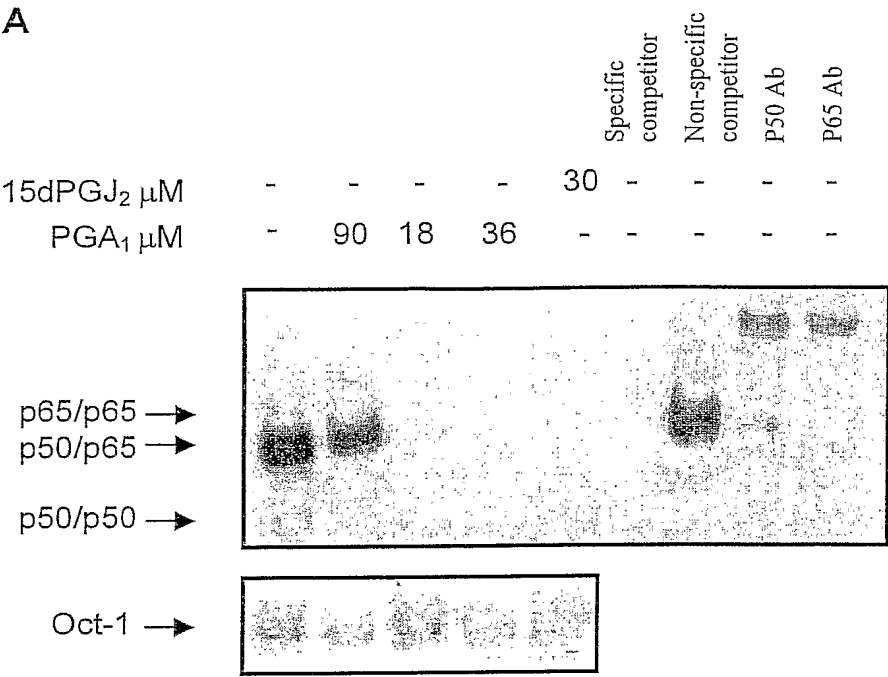 A
Specific
competitor
Non-specific
competitor
P50 Ab
P65 Ab
15dPGJ₂ μM - - - - 30 - - - -
PGA₁ μM - 90 18 36 - - - - -
p65/p65
p50/p65
p50/p50
Oct-1